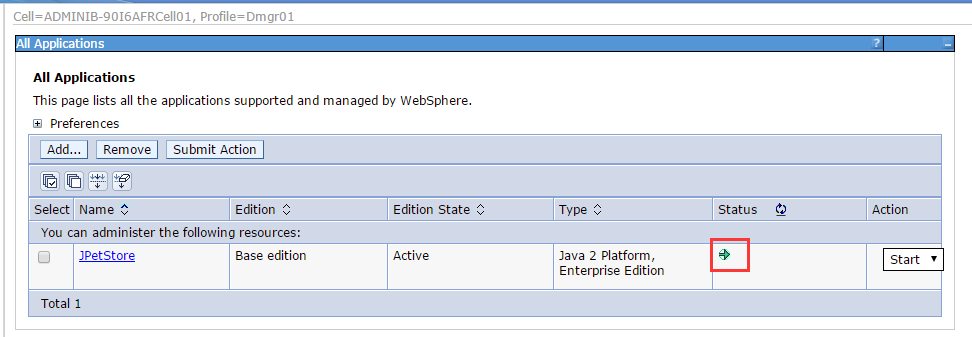 Cell=ADMINIB-90I6AFRCell01, Profile=Dmgr01
All Applications ? –
All Applications
This page lists all the applications supported and managed by WebSphere.
Preferences
Add... Remove Submit Action
Select Name Edition Edition State Type Status Action
You can administer the following resources:
JPetStore Base edition Active Java 2 Platform, Start
Enterprise Edition
Total 1